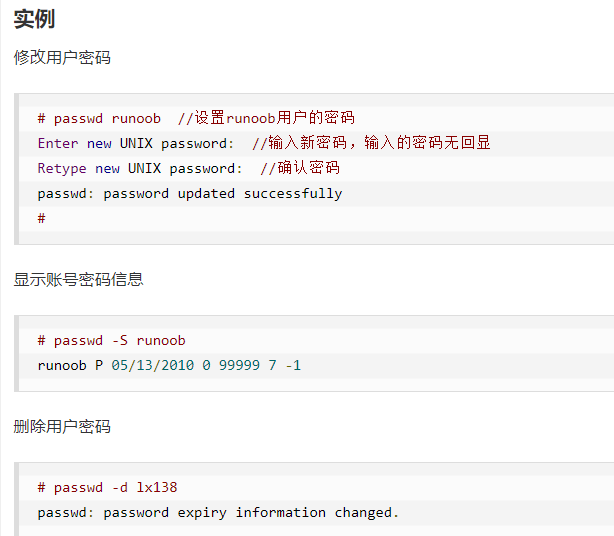 实例
修改用户密码
# passwd runoob  //设置runoob用户的密码
Enter new UNIX password:  //输入新密码，输入的密码无回显
Retype new UNIX password:  //确认密码
passwd: password updated successfully
#
显示账号密码信息
# passwd -S runoob
runoob P 05/13/2010 0 99999 7 -1
删除用户密码
# passwd -d lx138
passwd: password expiry information changed.